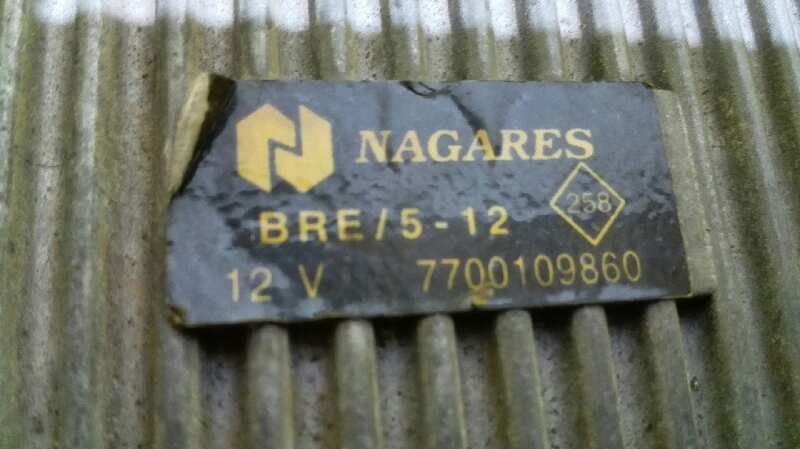 NAGARES
BRE/5-12
258
12 V 7700109860